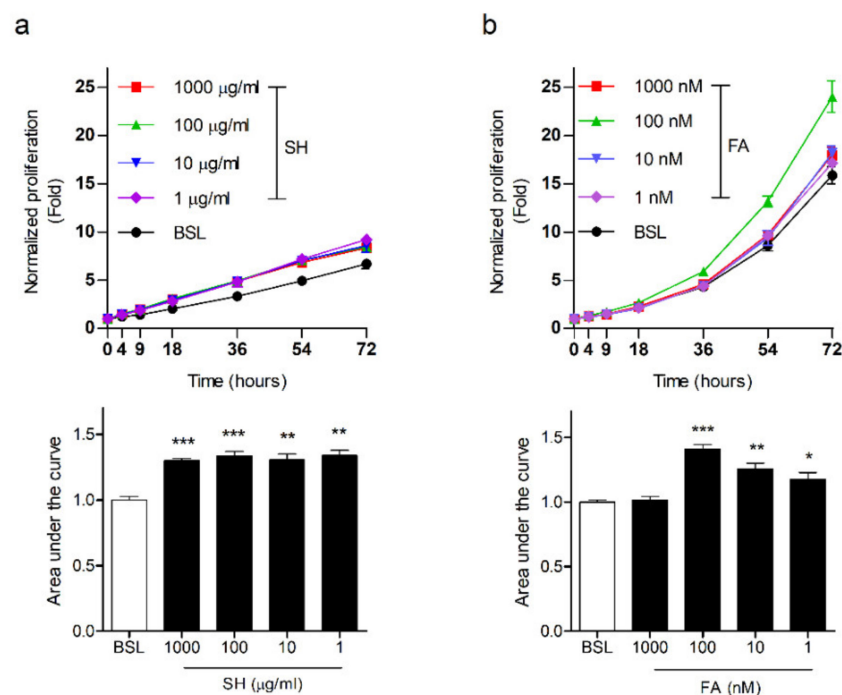 a
25
20
15
10
5
0
Normalized proliferation
(Fold)
1000 μg/ml
100 μg/ml
10 μg/ml
1 μg/ml
BSL
SH
0 4 9 18 36 54 72
Time (hours)
b
25
20
15
10
5
0
Normalized proliferation
(Fold)
1000 nM
100 nM
10 nM
1 nM
BSL
FA
0 4 9 18 36 54 72
Time (hours)
1.5
1.0
0.5
0.0
Area under the curve
*** *** ** **
BSL 1000 100 10 1
SH (μg/ml)
1.5
1.0
0.5
0.0
Area under the curve
*** ** *
BSL 1000 100 10 1
FA (nM)